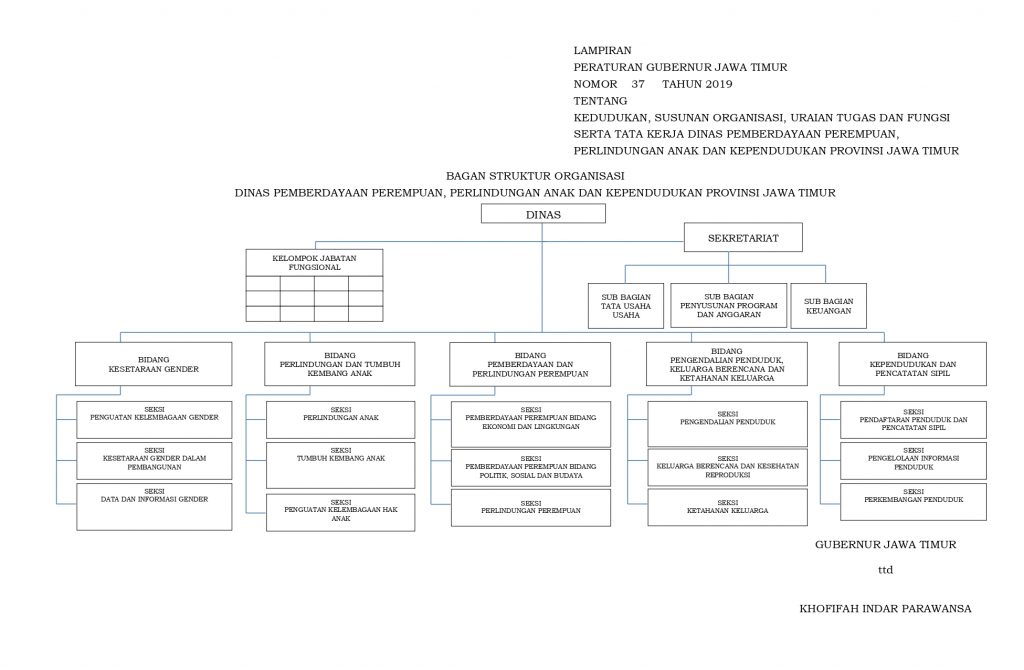 LAMPIRAN
PERATURAN GUBERNUR JAWA TIMUR
NOMOR 37 TAHUN 2019
TENTANG
KEDUDUKAN, SUSUNAN ORGANISASI, URAIAN TUGAS DAN FUNGSI
SERTA TATA KERJA DINAS PEMBERDAYAAN PEREMPUAN,
PERLINDUNGAN ANAK DAN KEPENDUDUKAN PROVINSI JAWA TIMUR
BAGAN STRUKTUR ORGANISASI
DINAS PEMBERDAYAAN PEREMPUAN, PERLINDUNGAN ANAK DAN KEPENDUDUKAN PROVINSI JAWA TIMUR
DINAS
SEKRETARIAT
KELOMPOK JABATAN
FUNGSIONAL
SUB BAGIAN
TATA USAHA
USAHA
SUB BAGIAN
PENYUSUNAN PROGRAM
DAN ANGGARAN
SUB BAGIAN
KEUANGAN
BIDANG
KESETARAAN GENDER
BIDANG
PERLINDUNGAN DAN TUMBUH
KEMBANG ANAK
BIDANG
PEMBERDAYAAN DAN
PERLINDUNGAN PEREMPUAN
BIDANG
PENGENDALIAN PENDUDUK,
KELUARGA BERENCANA DAN
KETAHANAN KELUARGA
BIDANG
KEPENDUDUKAN DAN
PENCATATAN SIPIL
SEKSI
PENGUATAN KELEMBAGAAN GENDER
SEKSI
KESETARAAN GENDER DALAM
PEMBANGUNAN
SEKSI
DATA DAN INFORMASI GENDER
SEKSI
PERLINDUNGAN ANAK
SEKSI
TUMBUH KEMBANG ANAK
SEKSI
PENGUATAN KELEMBAGAAN HAK
ANAK
SEKSI
PEMBERDAYAAN PEREMPUAN BIDANG
EKONOMI DAN LINGKUNGAN
SEKSI
PEMBERDAYAAN PEREMPUAN BIDANG
POLITIK, SOSIAL DAN BUDAYA
SEKSI
PERLINDUNGAN PEREMPUAN
SEKSI
PENGENDALIAN PENDUDUK
SEKSI
KELUARGA BERENCANA DAN KESEHATAN
REPRODUKSI
SEKSI
KETAHANAN KELUARGA
SEKSI
PENDAFTARAN PENDUDUK DAN
PENCATATAN SIPIL
SEKSI
PENGELOLAAN INFORMASI
PENDUDUK
SEKSI
PERKEMBANGAN PENDUDUK
GUBERNUR JAWA TIMUR
ttd
KHOFIFAH INDAR PARAWANSA